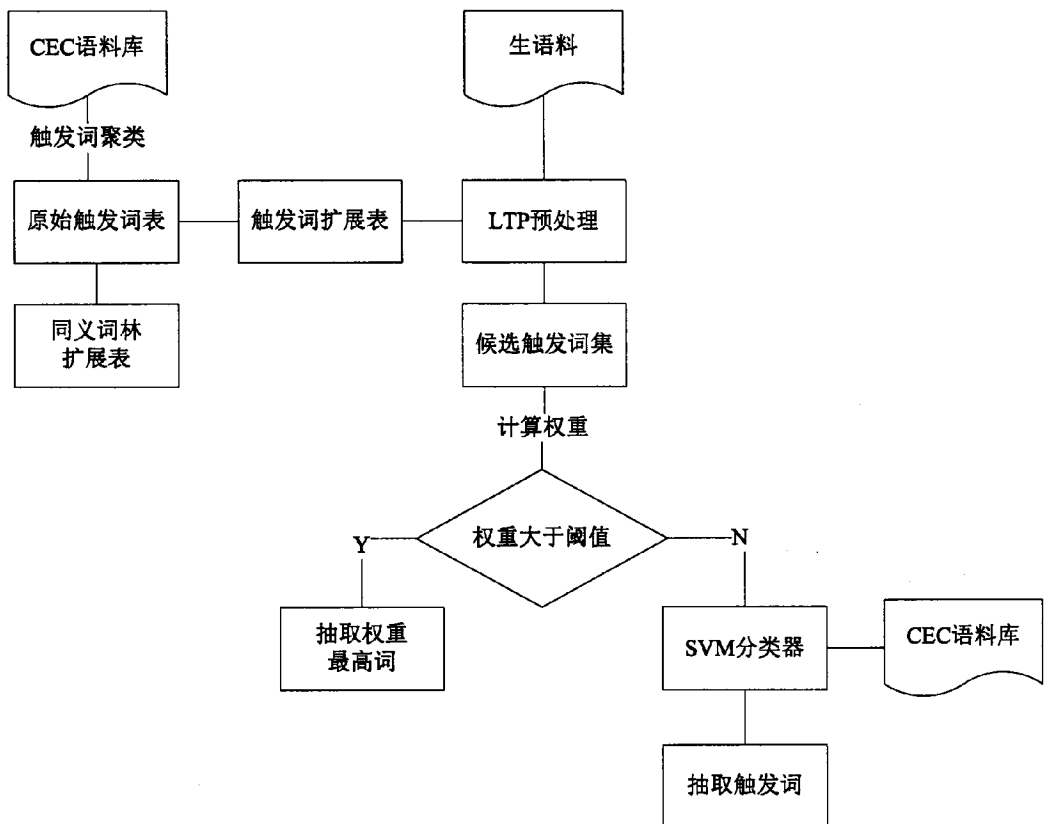 CEC语料库
生语料
触发词聚类
原始触发词表
触发词扩展表
LTP预处理
同义词林
扩展表
候选触发词集
计算权重
权重大于阈值
Y
N
抽取权重
最高词
SVM分类器
CEC语料库
抽取触发词